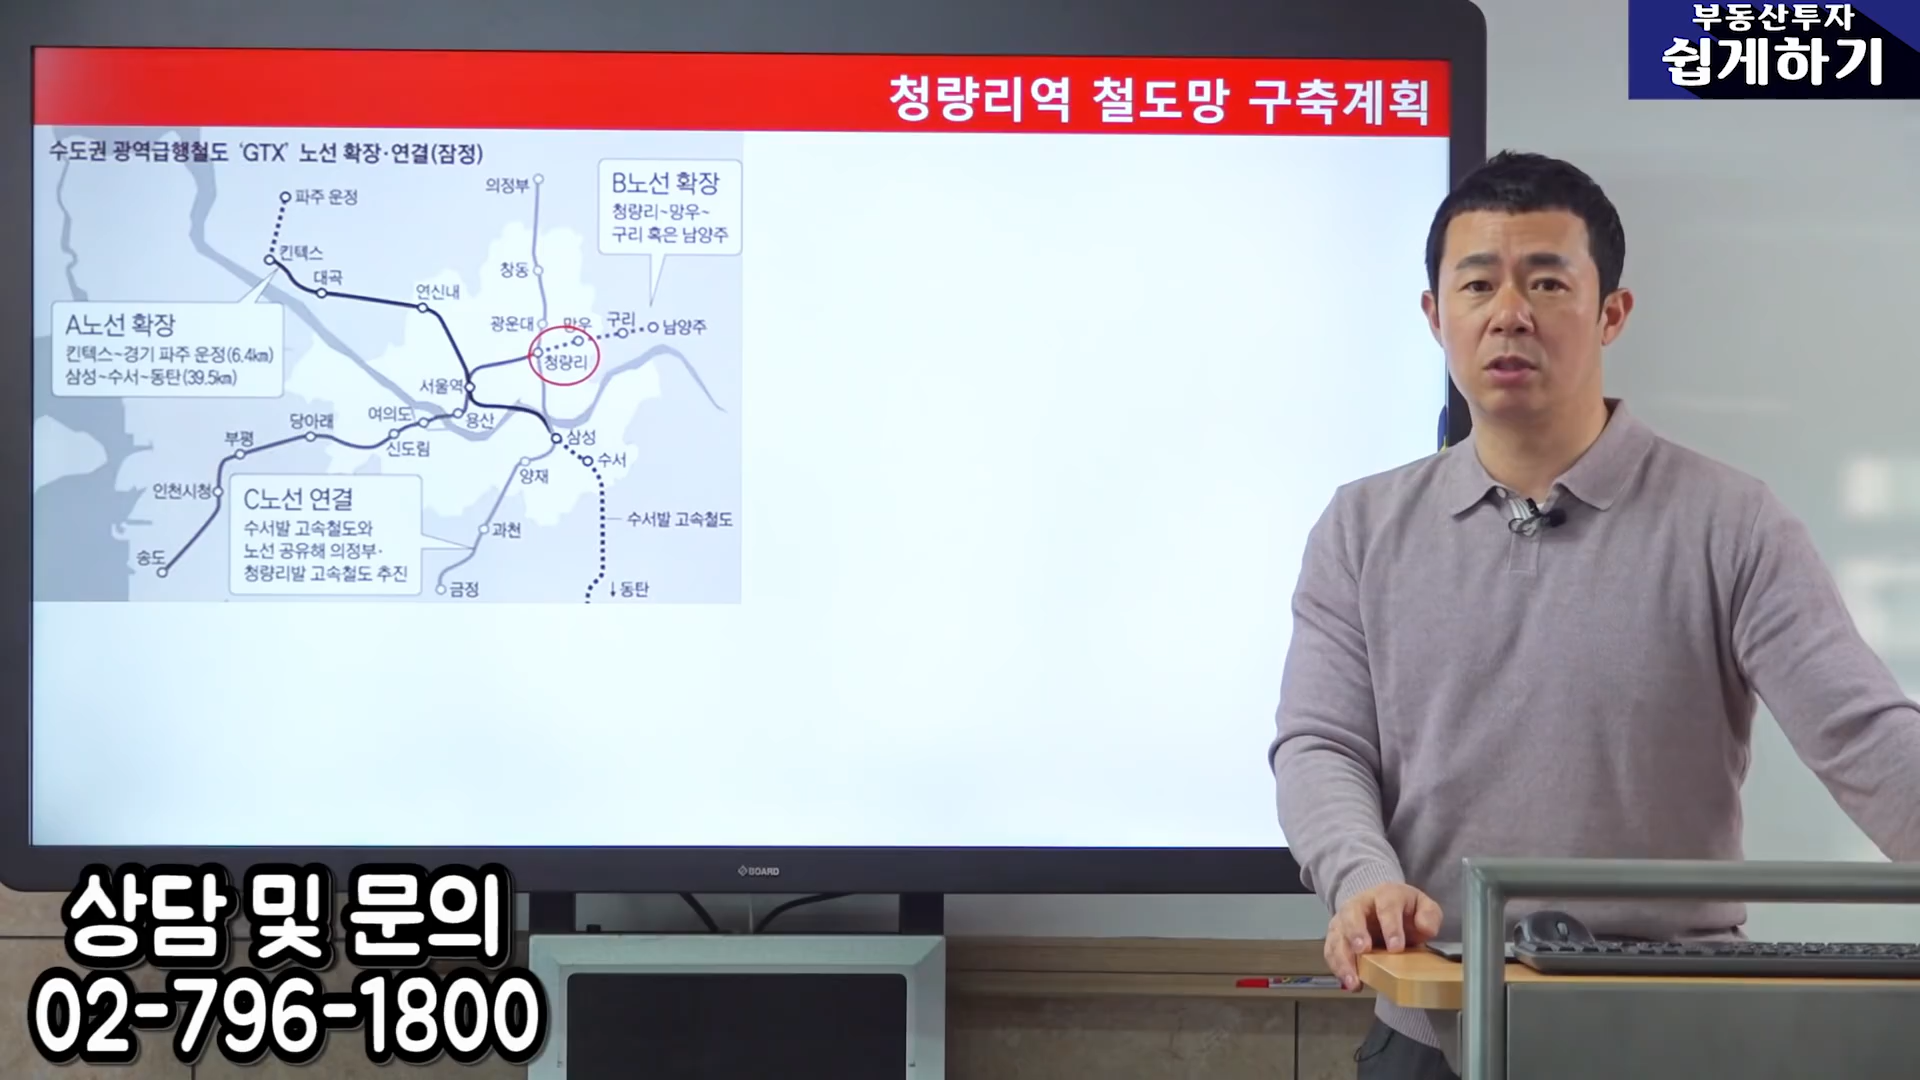 부동산투자
쉽게하기
청량리역 철도망 구축계획
수도권 광역급행철도 'GTX' 노선 확장·연결(잠정)
파주 운정
의정부
B노선 확장
청량리~망우~
구리 혹은 남양주
킨텍스
대곡
연신내
창동
A노선 확장
킨텍스~경기 파주 운정(6.4㎞)
삼성~수서~동탄(39.5㎞)
광운대
망우
구리
남양주
청량리
서울역
당아래
여의도
용산
부평
신도림
삼성
수서
양재
인천시청
C노선 연결
수서발 고속철도와
노선 공유해 의정부·
청량리발 고속철도 추진
수서발 고속철도
과천
송도
금정
↓동탄
BOARD
상담 및 문의
02-796-1800